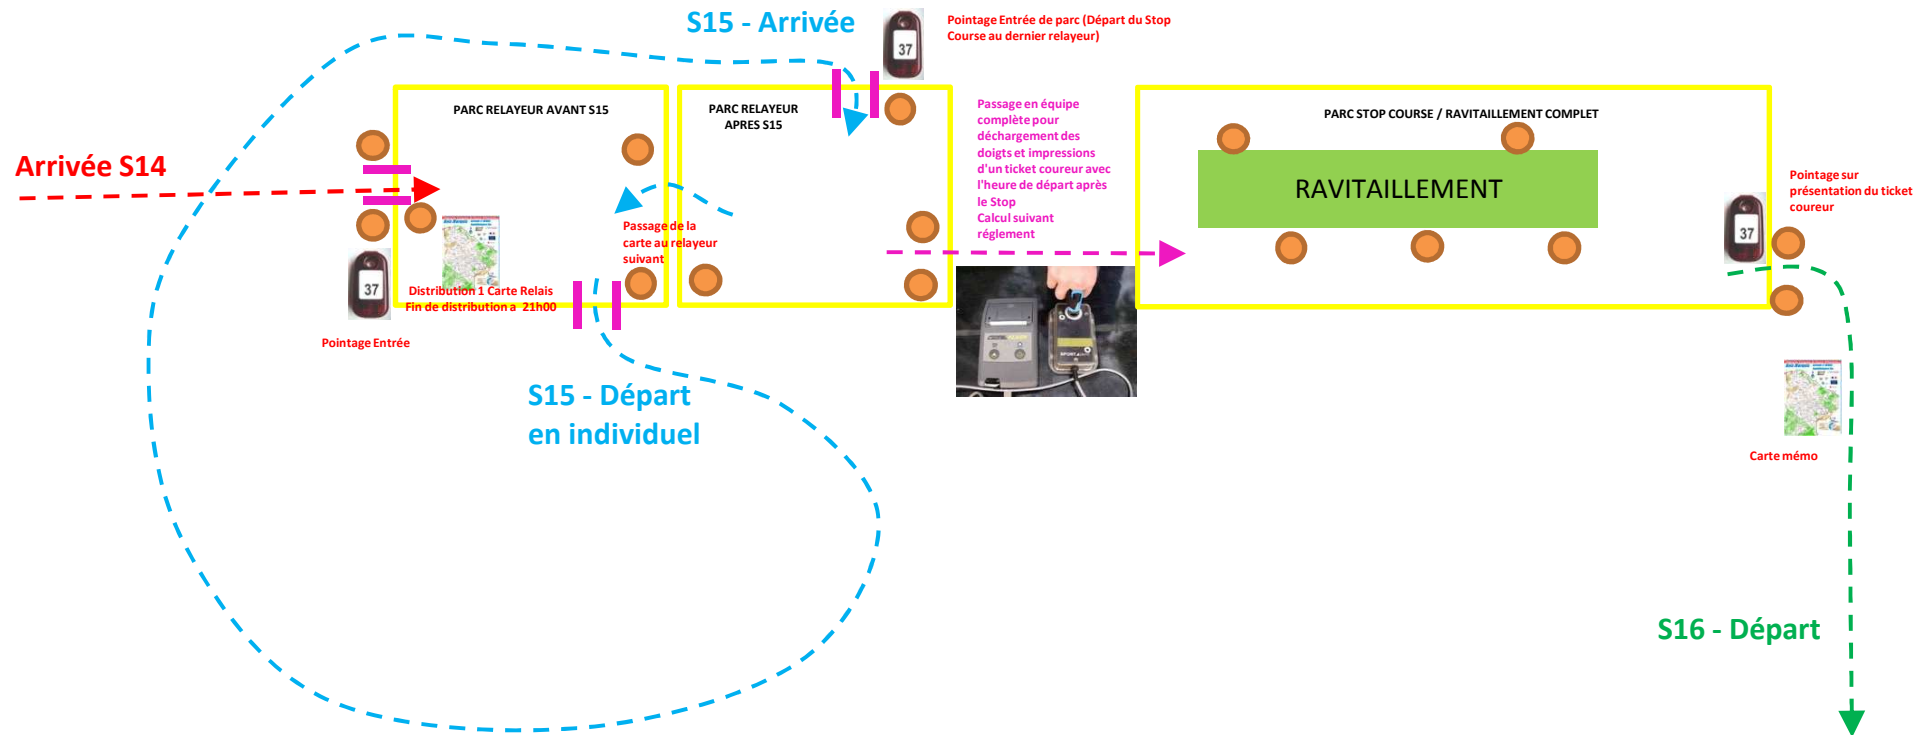 S15 - Arrivée
Pointage Entrée de parc (Départ du Stop
Course au dernier relayeur)
37
PARC RELAYEUR AVANT S15
PARC RELAYEUR
APRES S15
Passage en équipe
complète pour
déchargement des
doigts et impressions
d'un ticket coureur avec
l'heure de départ après
le Stop
Calcul suivant
réglement
PARC STOP COURSE / RAVITAILLEMENT COMPLET
Arrivée S14
RAVITAILLEMENT
Pointage sur
présentation du ticket
coureur
37
Passage de la
carte au relayeur
suivant
37
Distribution 1 Carte Relais
Fin de distribution a 21h00
Pointage Entrée
S15 - Départ
en individuel
Carte mémo
S16 - Départ